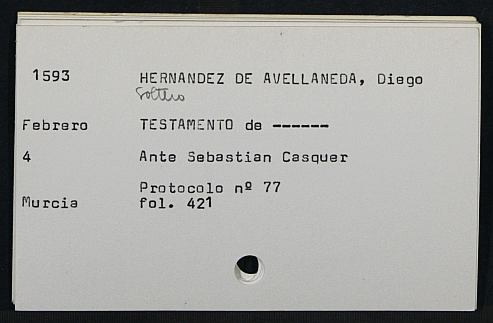 1593 HERNANDEZ DE AVELLANEDA, Diego
Soltero
Febrero TESTAMENTO de ------
4 Ante Sebastian Casquer
Protocolo nº 77
Murcia fol. 421